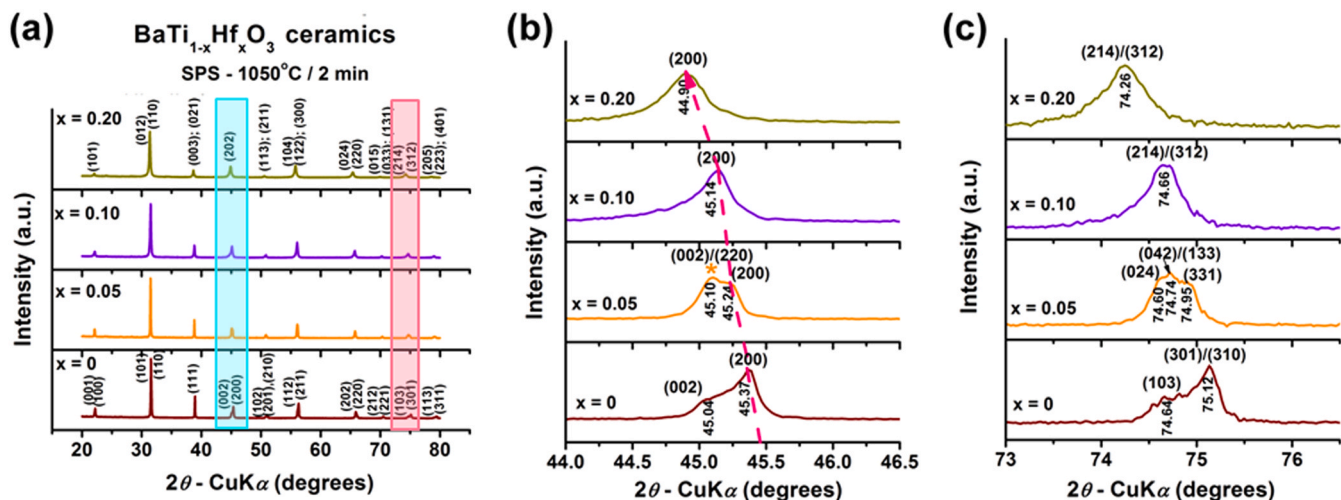 (a)
BaTi1-xHfxO3 ceramics
SPS - 1050°C / 2 min
Intensity (a.u.)
x = 0.20
(101)
(012)
(110)
(003); (021)
(202)
(113); (211)
(104)
(122); (300)
(024)
(220)
(015)
(033); (131)
(214)
(312)
(205)
(223); (401)
x = 0.10
x = 0.05
x = 0
(001)
(100)
(101)
(110)
(111)
(002)
(200)
(102)
(201),(210)
(112)
(211)
(202)
(220)
(212)
(221)
(103)
(301)
(113)
(311)
20 30 40 50 60 70 80
2θ - CuKα (degrees)
(b)
Intensity (a.u.)
x = 0.20
(200)
44.90
x = 0.10
(200)
45.14
x = 0.05
(002)/(220)
*
(200)
45.10
45.24
x = 0
(002)
(200)
45.04
45.37
44.0 44.5 45.0 45.5 46.0 46.5
2θ - CuKα (degrees)
(c)
Intensity (a.u.)
x = 0.20
(214)/(312)
74.26
x = 0.10
(214)/(312)
74.66
x = 0.05
(042)/(133)
(024)
(331)
74.60
74.74
74.95
x = 0
(301)/(310)
(103)
74.64
75.12
73 74 75 76
2θ - CuKα (degrees)